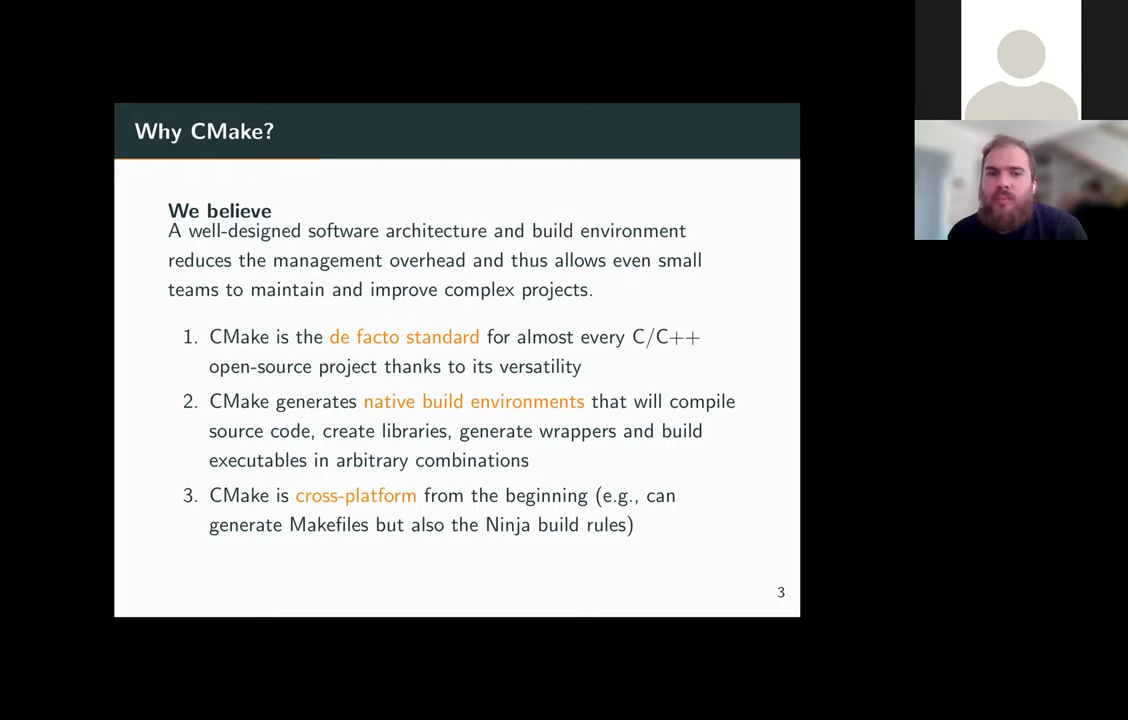 Why CMake?
We believe
A well-designed software architecture and build environment
reduces the management overhead and thus allows even small
teams to maintain and improve complex projects.
1. CMake is the de facto standard for almost every C/C++
open-source project thanks to its versatility
2. CMake generates native build environments that will compile
source code, create libraries, generate wrappers and build
executables in arbitrary combinations
3. CMake is cross-platform from the beginning (e.g., can
generate Makefiles but also the Ninja build rules)
3